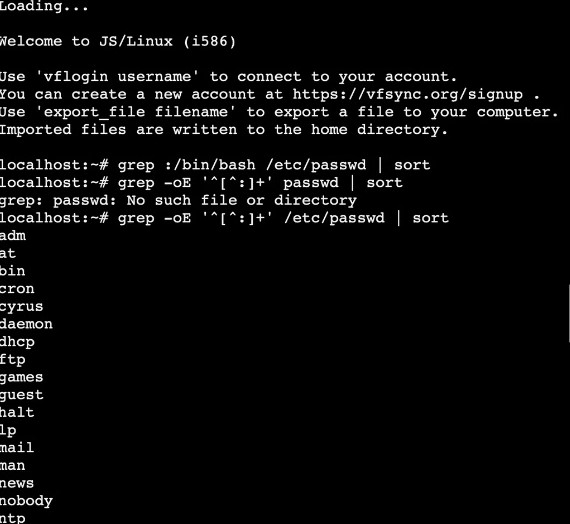 Loading...
Welcome to JS/Linux (i586)
Use 'vflogin username' to connect to your account.
You can create a new account at https://vfsync.org/signup .
Use 'export_file filename' to export a file to your computer.
Imported files are written to the home directory.
localhost:~# grep :/bin/bash /etc/passwd | sort
localhost:~# grep -oE '^[^:]+' passwd | sort
grep: passwd: No such file or directory
localhost:~# grep -oE '^[^:]+' /etc/passwd | sort
adm
at
bin
cron
cyrus
daemon
dhcp
ftp
games
guest
halt
lp
mail
man
news
nobody
ntp